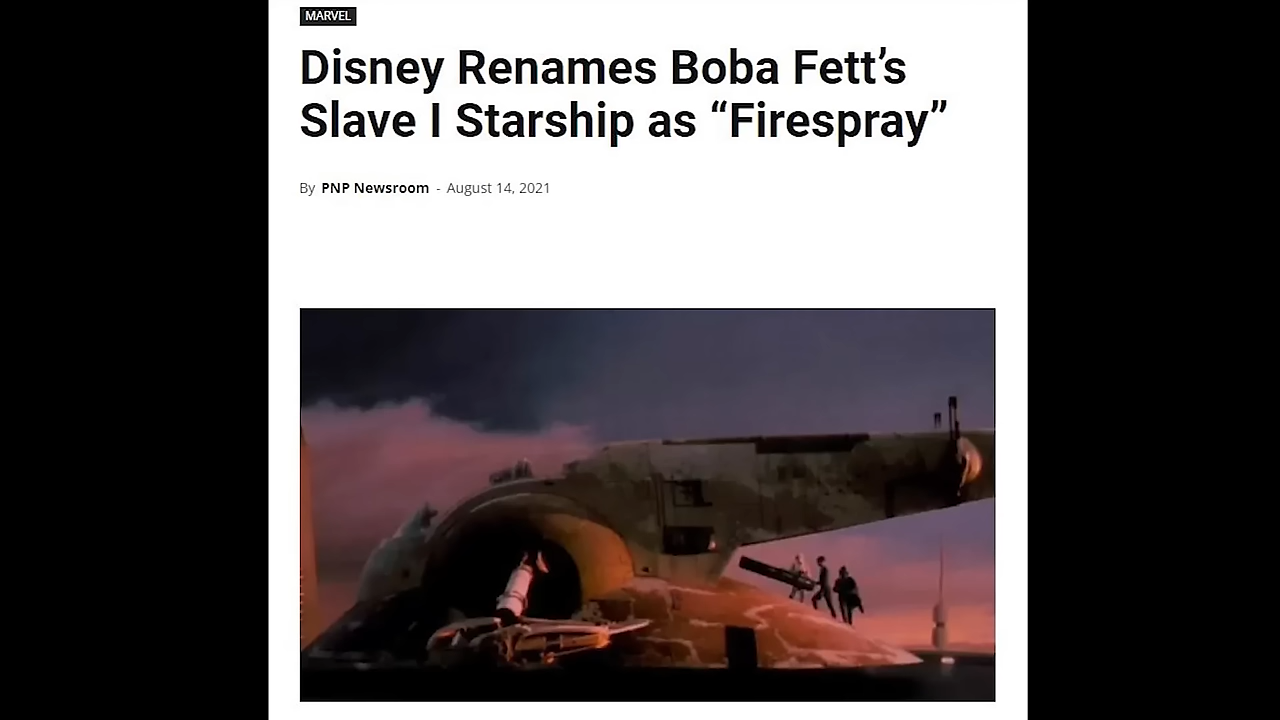 MARVEL
Disney Renames Boba Fett’s
Slave I Starship as “Firespray”
By PNP Newsroom - August 14, 2021